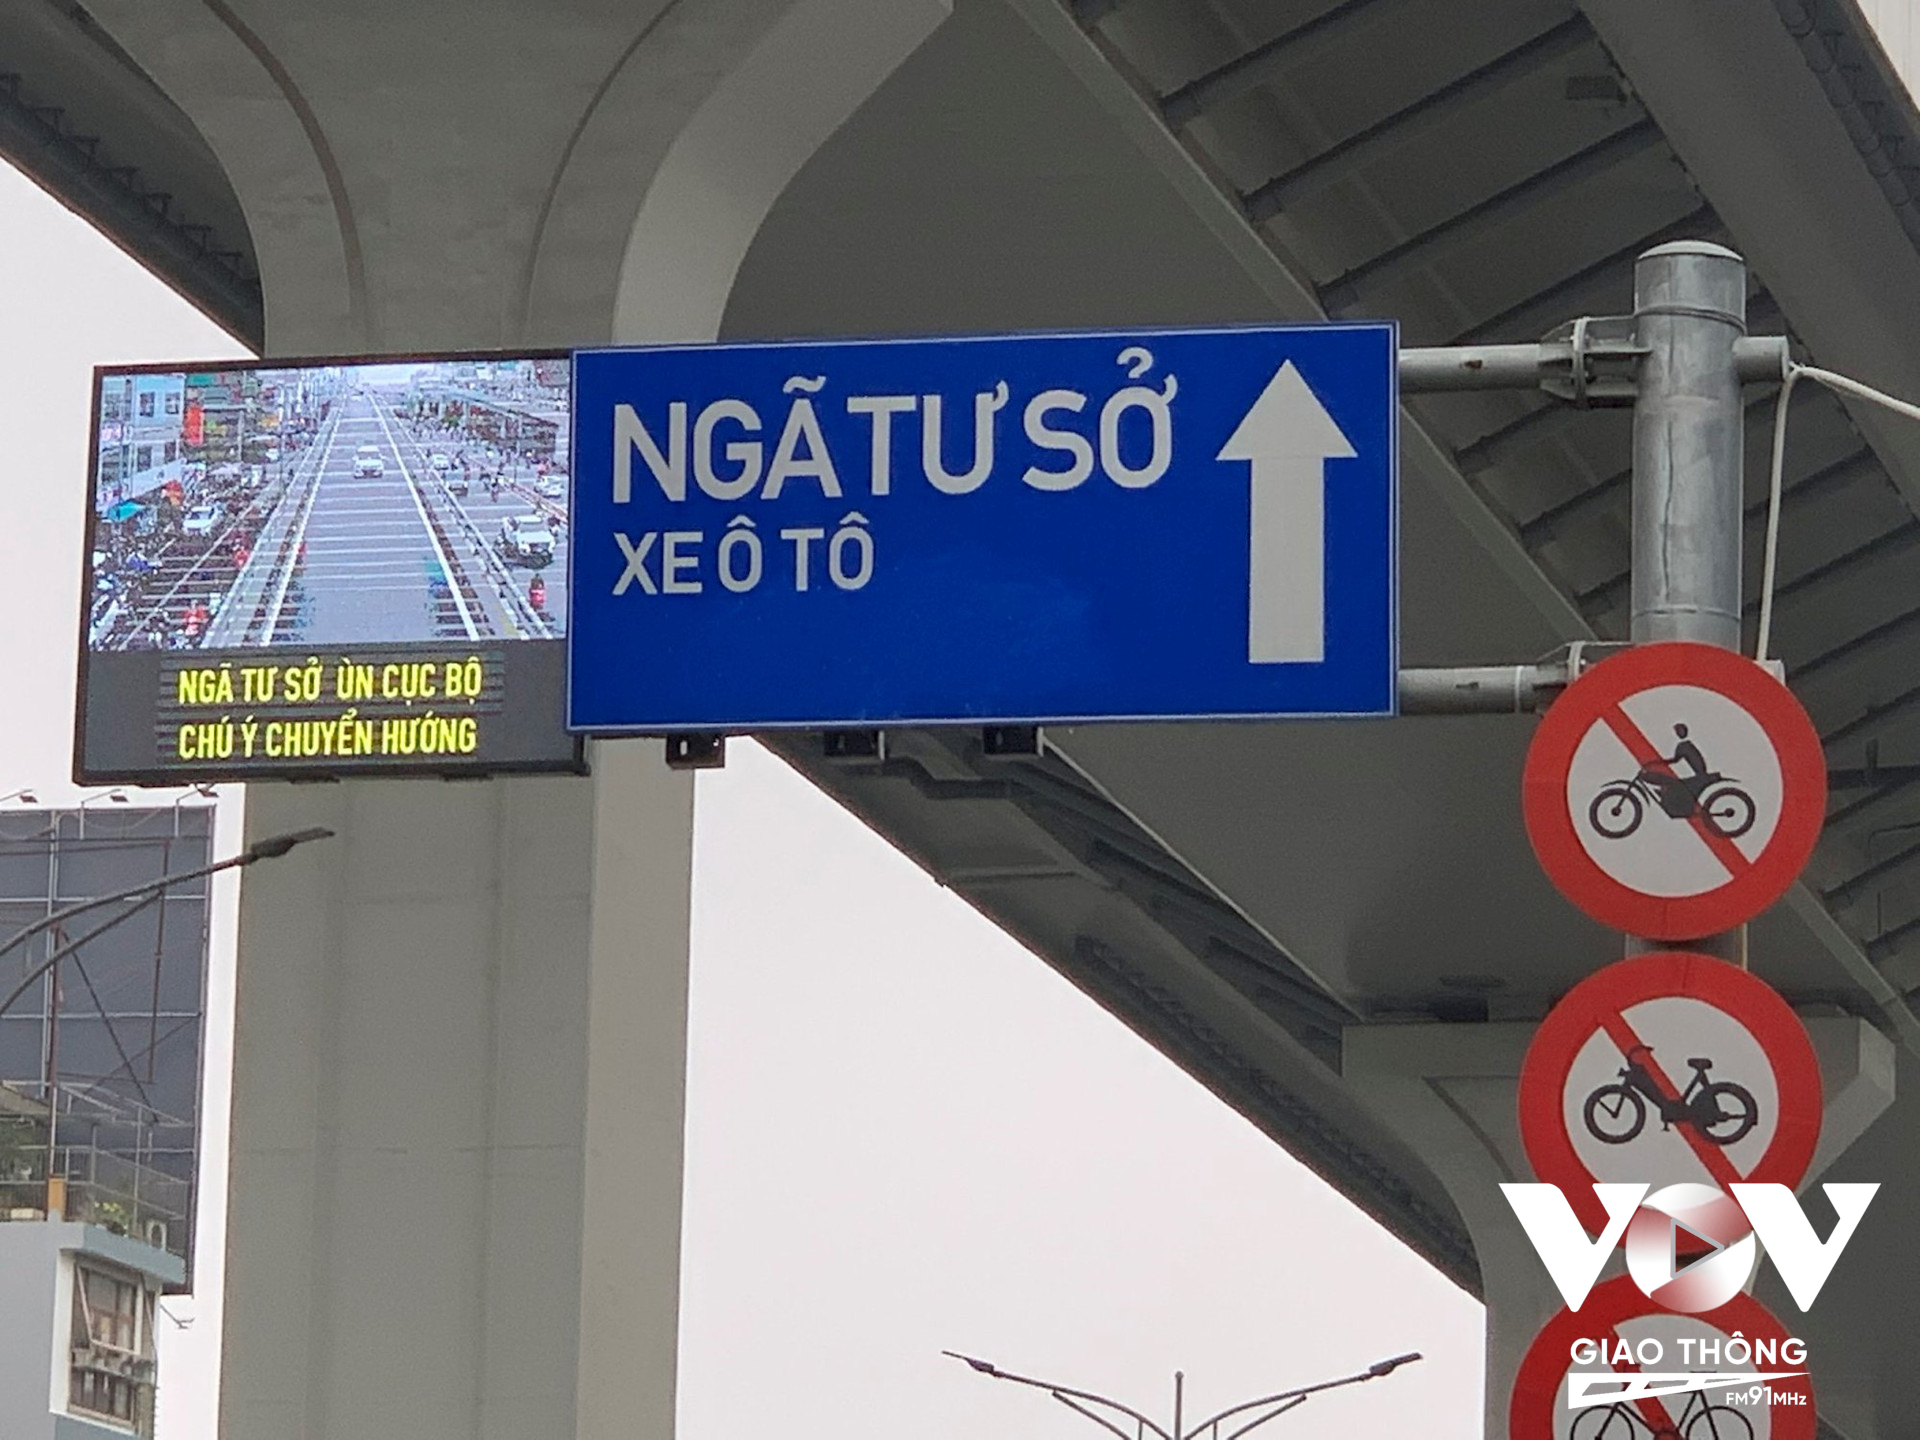 NGÃ TƯ SỞ
XE Ô TÔ
NGÃ TƯ SỞ ÙN CỤC BỘ
CHÚ Ý CHUYỂN HƯỚNG
VOV
GIAO THÔNG
FM91MHz